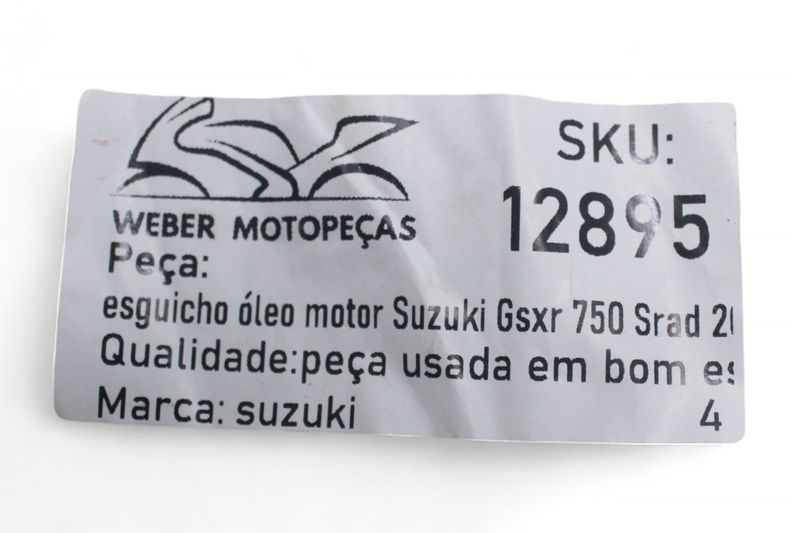 WEBER MOTOPEÇAS
SKU:
12895
Peça:
esguicho óleo motor Suzuki Gsxr 750 Srad
Qualidade:peça usada em bom
Marca: suzuki
4